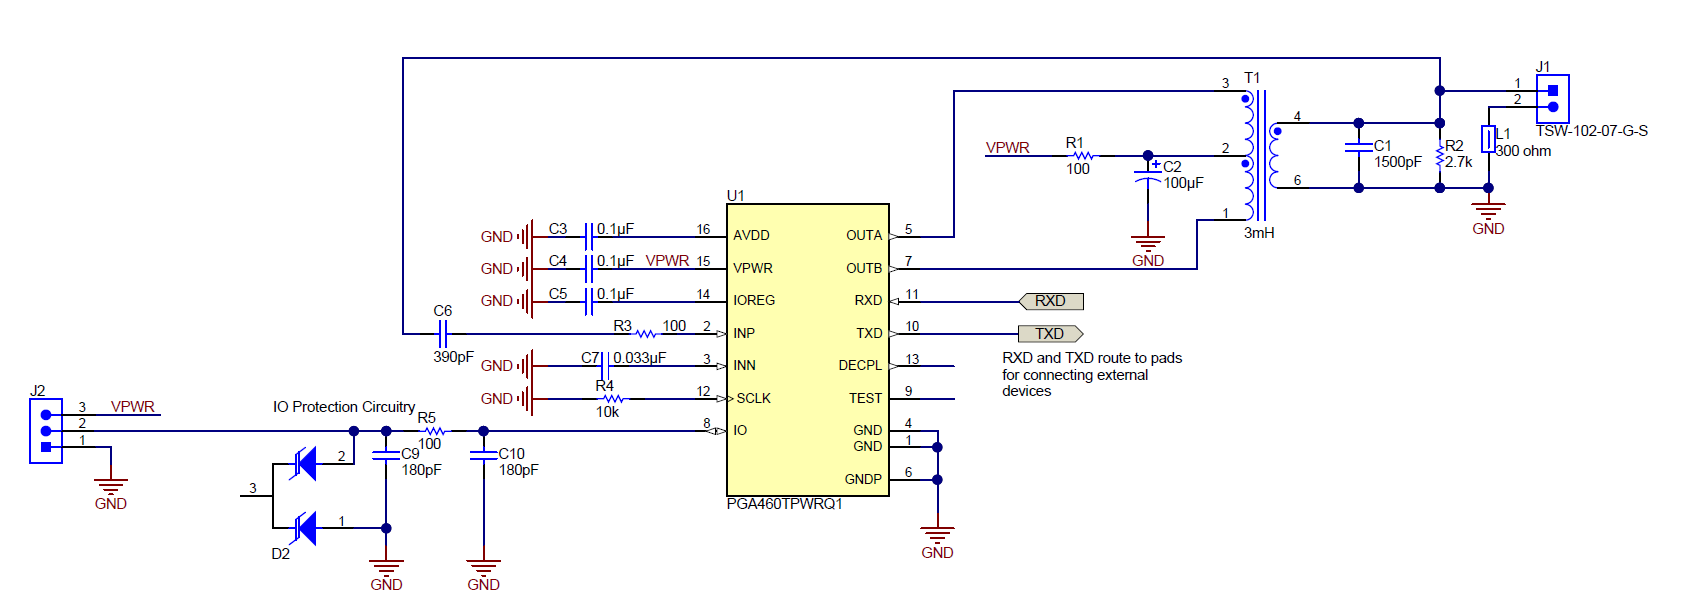 J1
1
2
TSW-102-07-G-S
L1
300 ohm
GND
T1
3
2
1
3mH
4
6
C1
1500pF
R2
2.7k
VPWR
R1
100
C2
100µF
GND
U1
PGA460TPWRQ1
GND
C3
0.1µF
16
AVDD
GND
C4
0.1µF
VPWR
15
VPWR
GND
C5
0.1µF
14
IOREG
C6
390pF
R3
100
2
INP
GND
C7
0.033µF
3
INN
GND
R4
10k
12
SCLK
8
IO
OUTA
5
OUTB
7
RXD
11
RXD
TXD
10
TXD
RXD and TXD route to pads
for connecting external
devices
DECPL
13
TEST
9
GND
4
GND
1
GNDP
6
GND
J2
3
VPWR
2
1
GND
IO Protection Circuitry
R5
100
C9
180pF
C10
180pF
2
3
1
D2
GND
GND